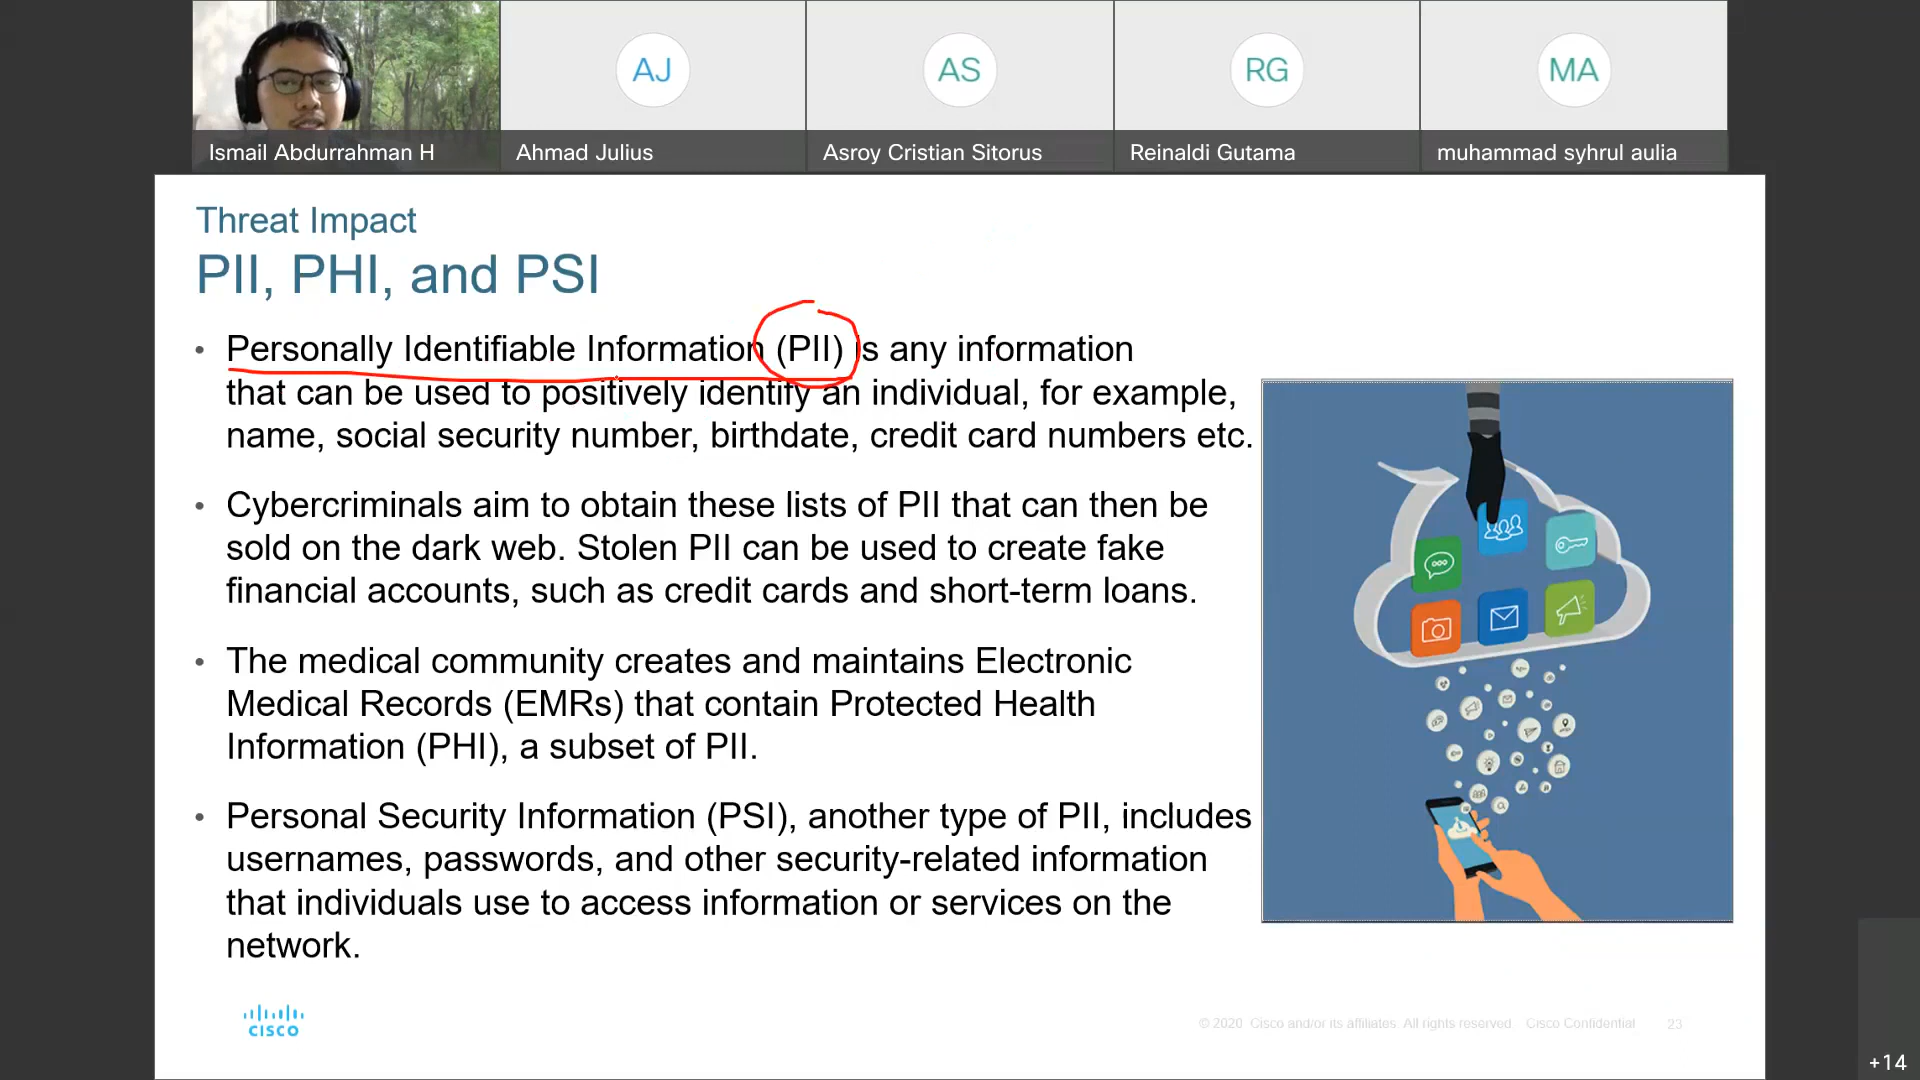 AJ
AS
RG
MA
Ismail Abdurrahman H
Ahmad Julius
Asroy Cristian Sitorus
Reinaldi Gutama
muhammad syhrul aulia
Threat Impact
PII, PHI, and PSI
• Personally Identifiable Information (PII) is any information
that can be used to positively identify an individual, for example,
name, social security number, birthdate, credit card numbers etc.
• Cybercriminals aim to obtain these lists of PII that can then be
sold on the dark web. Stolen PII can be used to create fake
financial accounts, such as credit cards and short-term loans.
• The medical community creates and maintains Electronic
Medical Records (EMRs) that contain Protected Health
Information (PHI), a subset of PII.
• Personal Security Information (PSI), another type of PII, includes
usernames, passwords, and other security-related information
that individuals use to access information or services on the
network.
CISCO
© 2020 Cisco and/or its affiliates. All rights reserved. Cisco Confidential
23
+14